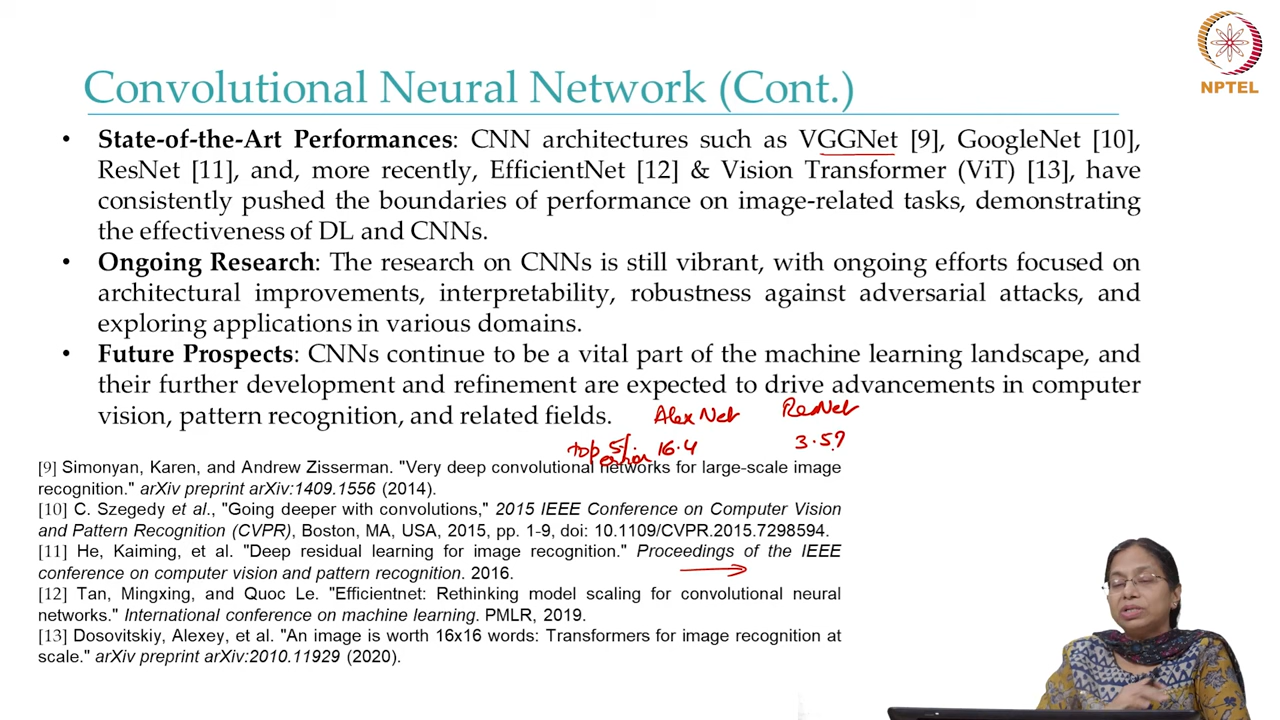 NPTEL
Convolutional Neural Network (Cont.)
• State-of-the-Art Performances: CNN architectures such as VGGNet [9], GoogleNet [10],
ResNet [11], and, more recently, EfficientNet [12] & Vision Transformer (ViT) [13], have
consistently pushed the boundaries of performance on image-related tasks, demonstrating
the effectiveness of DL and CNNs.
• Ongoing Research: The research on CNNs is still vibrant, with ongoing efforts focused on
architectural improvements, interpretability, robustness against adversarial attacks, and
exploring applications in various domains.
• Future Prospects: CNNs continue to be a vital part of the machine learning landscape, and
their further development and refinement are expected to drive advancements in computer
vision, pattern recognition, and related fields.
AlexNet ResNet
top 5/. 16.4 3.57
error
[9] Simonyan, Karen, and Andrew Zisserman. "Very deep convolutional networks for large-scale image
recognition." arXiv preprint arXiv:1409.1556 (2014).
[10] C. Szegedy et al., "Going deeper with convolutions," 2015 IEEE Conference on Computer Vision
and Pattern Recognition (CVPR), Boston, MA, USA, 2015, pp. 1-9, doi: 10.1109/CVPR.2015.7298594.
[11] He, Kaiming, et al. "Deep residual learning for image recognition." Proceedings of the IEEE
conference on computer vision and pattern recognition. 2016.
[12] Tan, Mingxing, and Quoc Le. "Efficientnet: Rethinking model scaling for convolutional neural
networks." International conference on machine learning. PMLR, 2019.
[13] Dosovitskiy, Alexey, et al. "An image is worth 16x16 words: Transformers for image recognition at
scale." arXiv preprint arXiv:2010.11929 (2020).